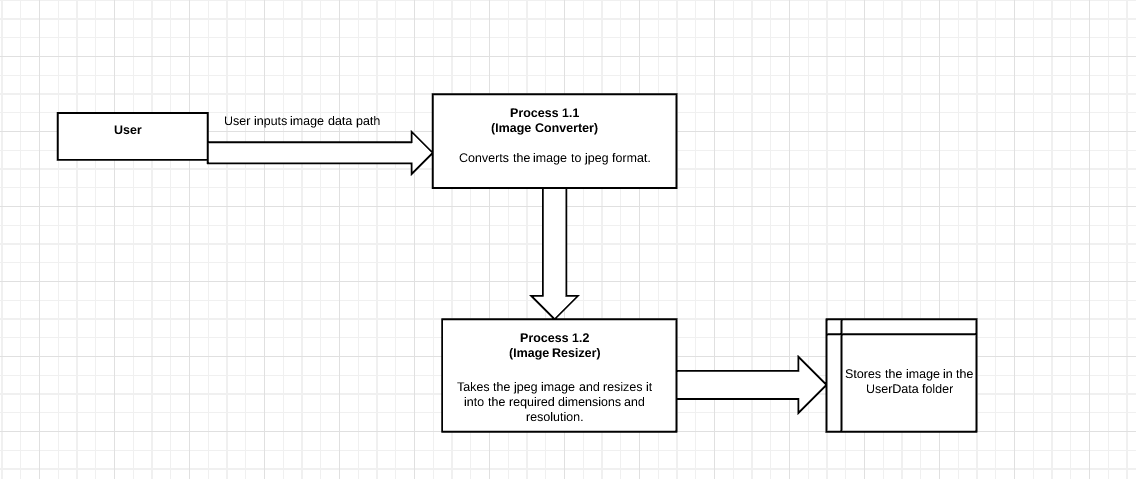 User
User inputs image data path
Process 1.1
(Image Converter)
Converts the image to jpeg format.
Process 1.2
(Image Resizer)
Takes the jpeg image and resizes it
into the required dimensions and
resolution.
Stores the image in the
UserData folder